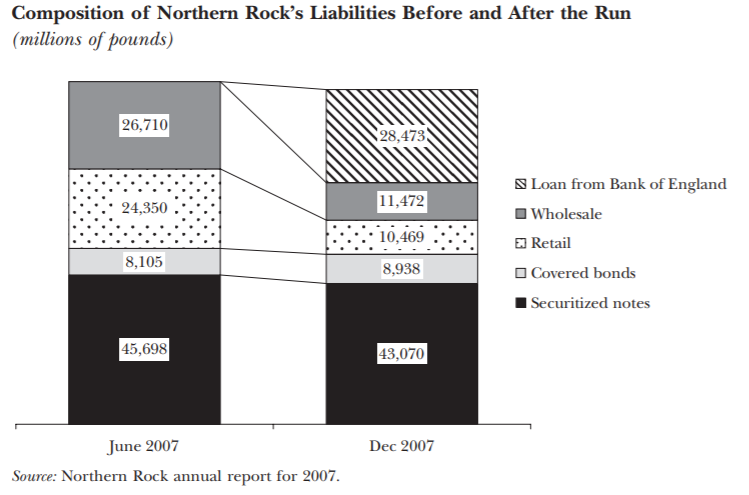 Composition of Northern Rock’s Liabilities Before and After the Run
(millions of pounds)
26,710
24,350
8,105
45,698
28,473
11,472
10,469
8,938
43,070
Loan from Bank of England
Wholesale
Retail
Covered bonds
Securitized notes
June 2007
Dec 2007
Source: Northern Rock annual report for 2007.